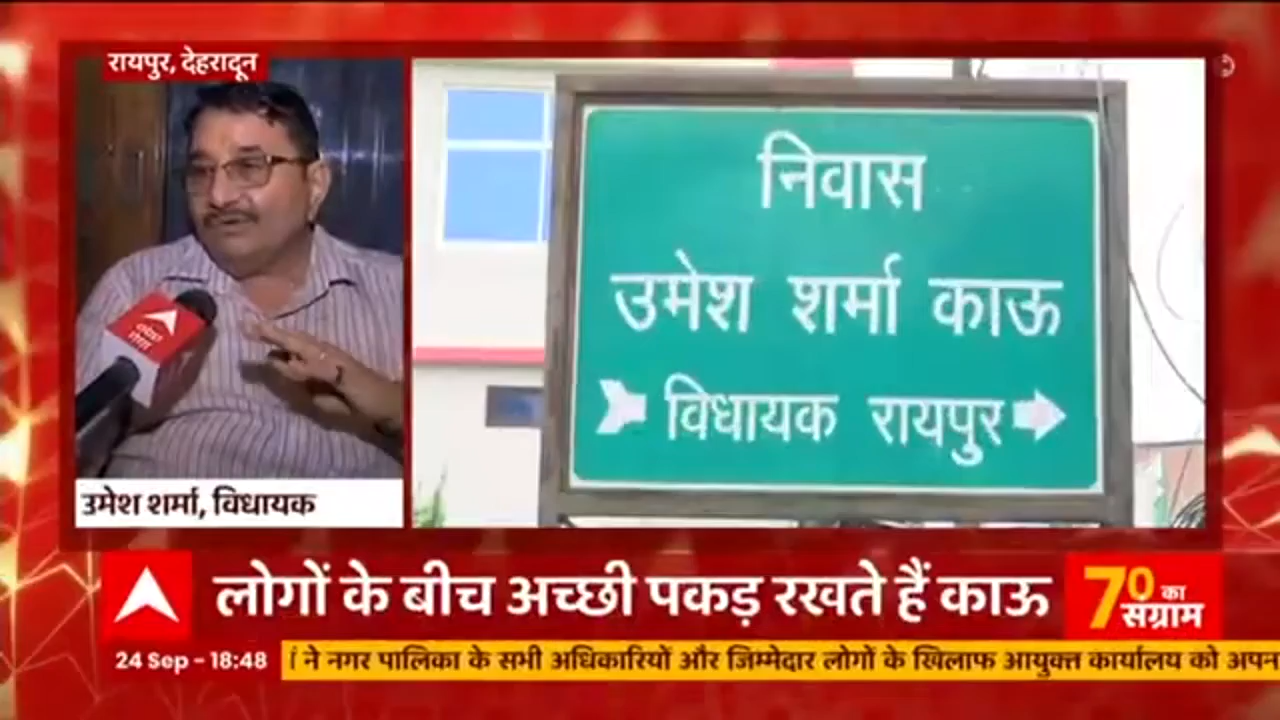 रायपुर, देहरादून
निवास
उमेश शर्मा काऊ
विधायक रायपुर
उमेश शर्मा, विधायक
लोगों के बीच अच्छी पकड़ रखते हैं काऊ
70 का
संग्राम
24 Sep - 18:48
ने नगर पालिका के सभी अधिकारियों और जिम्मेदार लोगों के खिलाफ आयुक्त कार्यालय को अपन